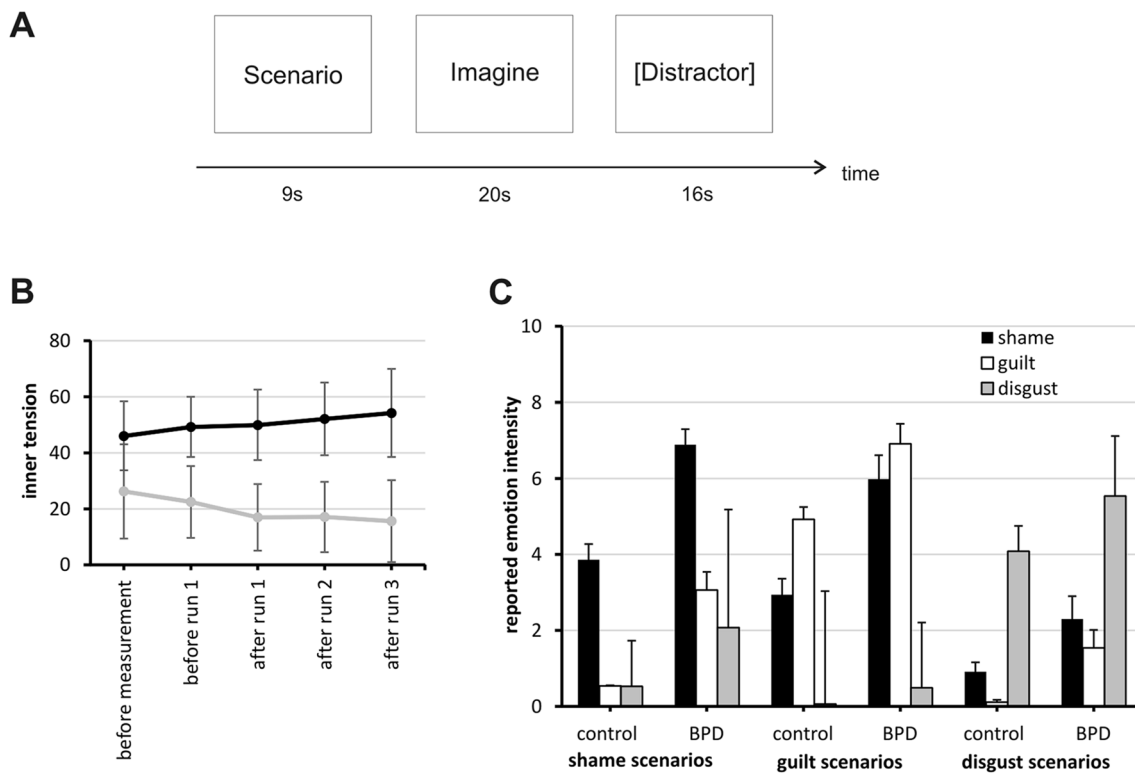 A
Scenario
Imagine
[Distractor]
9s
20s
16s
time
B
inner tension
80
60
40
20
0
before measurement
before run 1
after run 1
after run 2
after run 3
C
reported emotion intensity
10
8
6
4
2
0
shame
guilt
disgust
control BPD control BPD control BPD
shame scenarios guilt scenarios disgust scenarios